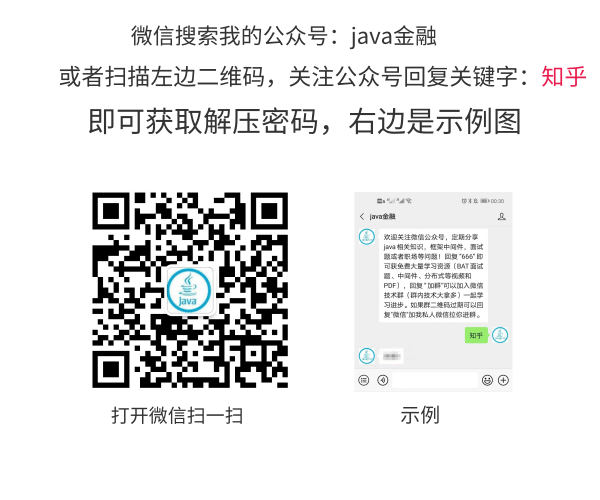 微信搜索我的公众号：java金融
或者扫描左边二维码，关注公众号回复关键字：知乎
即可获取解压密码，右边是示例图
java
00:30
java金融
欢迎关注微信公众号，定期分享
java相关知识，框架中间件，面试
题或者职场等问题！回复"666"即
可获免费大量学习资源（BAT面试
题、中间件、分布式等视频和
PDF），回复"加群"可以加入微信
技术群（群内技术大拿多）一起学
习进步。如果群二维码过期可以回
复"微信"加我私人微信拉你进群。
知乎
打开微信扫一扫
示例